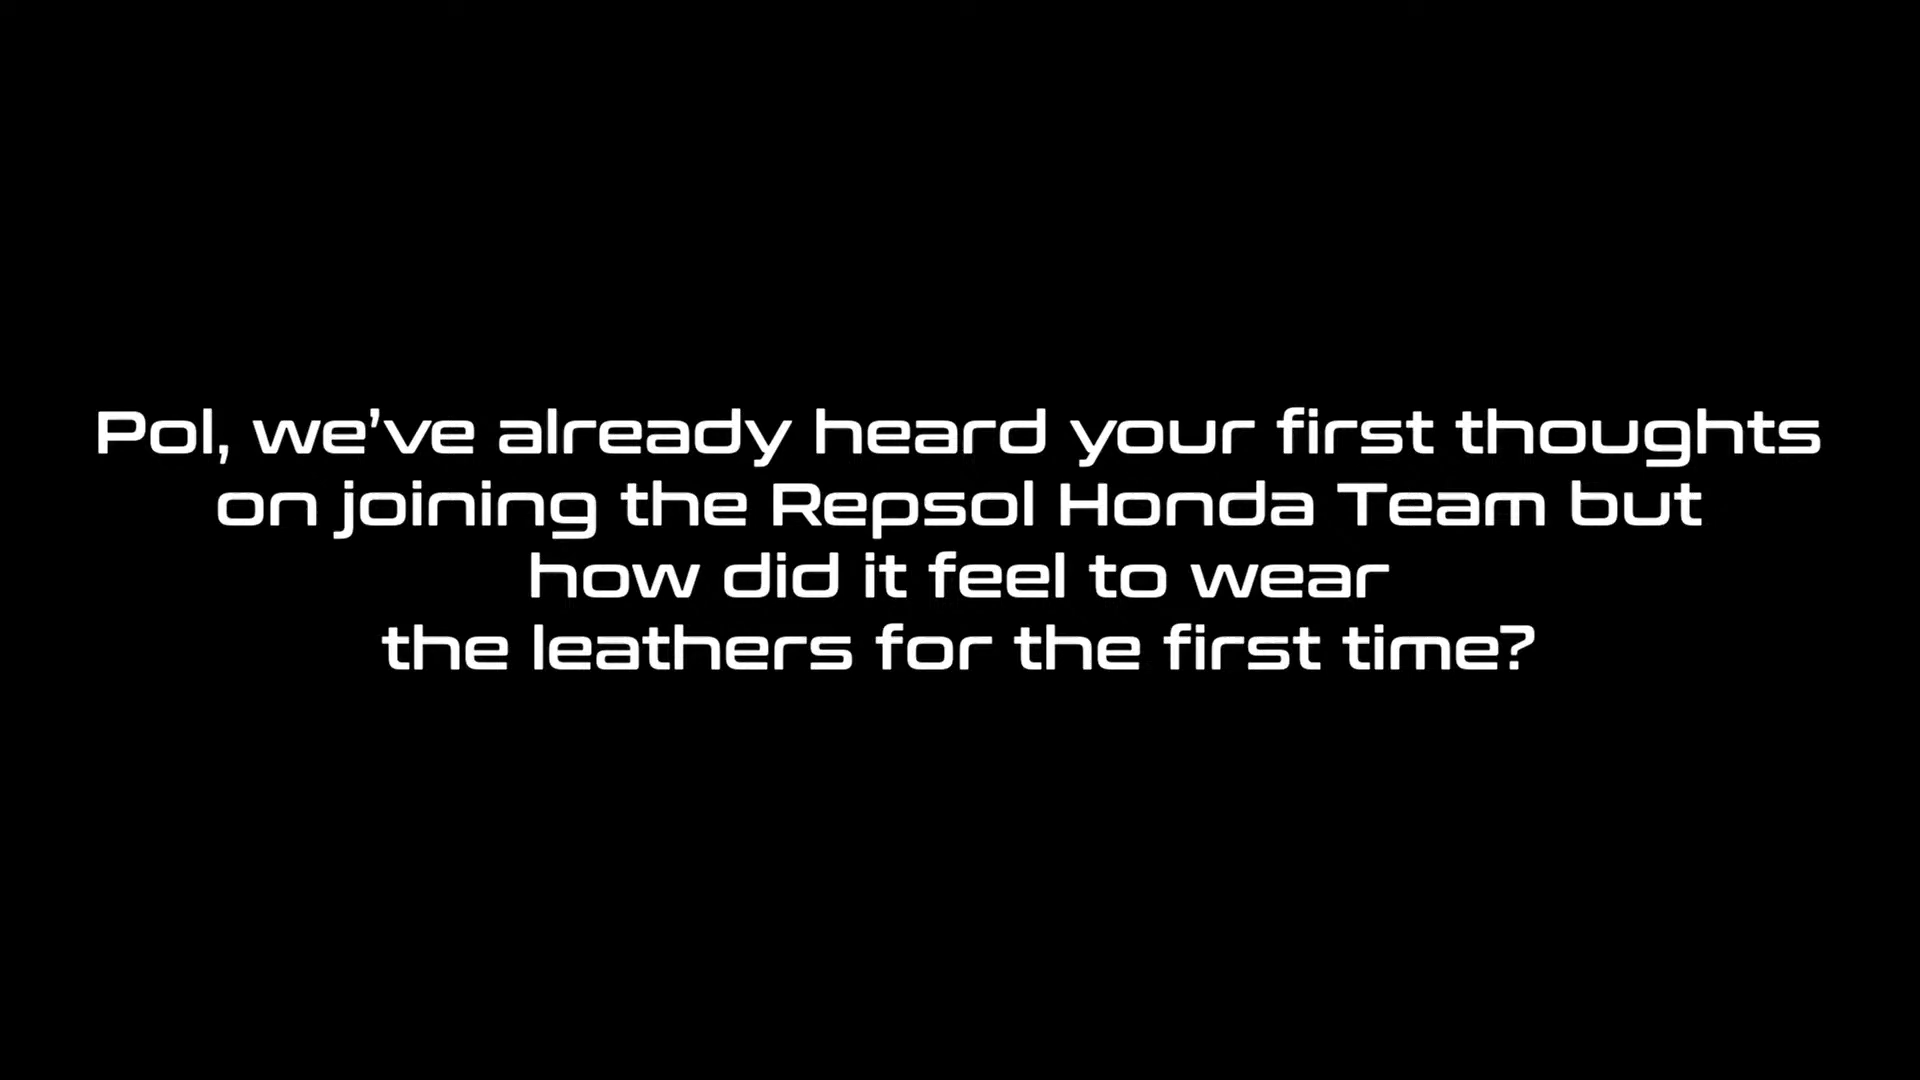 Pol, we’ve already heard your first thoughts
on joining the Repsol Honda Team but
how did it feel to wear
the leathers for the first time?